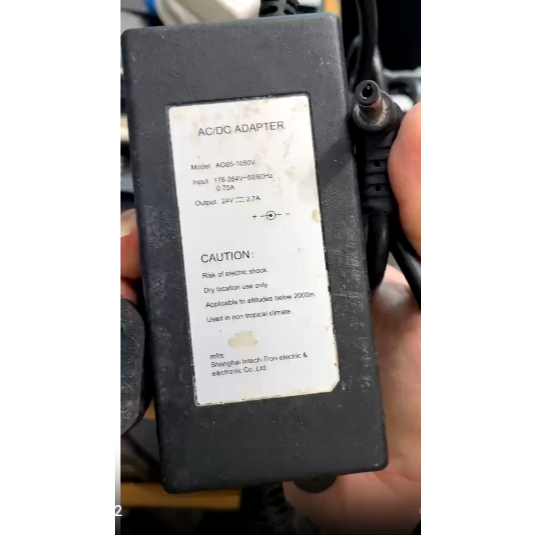 AC/DC ADAPTER
Model: AD65-1050V
Input: 176-264V~50/60Hz
0.75A
Output: 24V ⎓ 2.7A
+ -
CAUTION :
Risk of electric shock.
Dry location use only.
Applicable to altitudes below 2000m
Used in non tropical climate
mfrs
Shanghai Intech-Tron electric &
electronic Co.,Ltd.
2